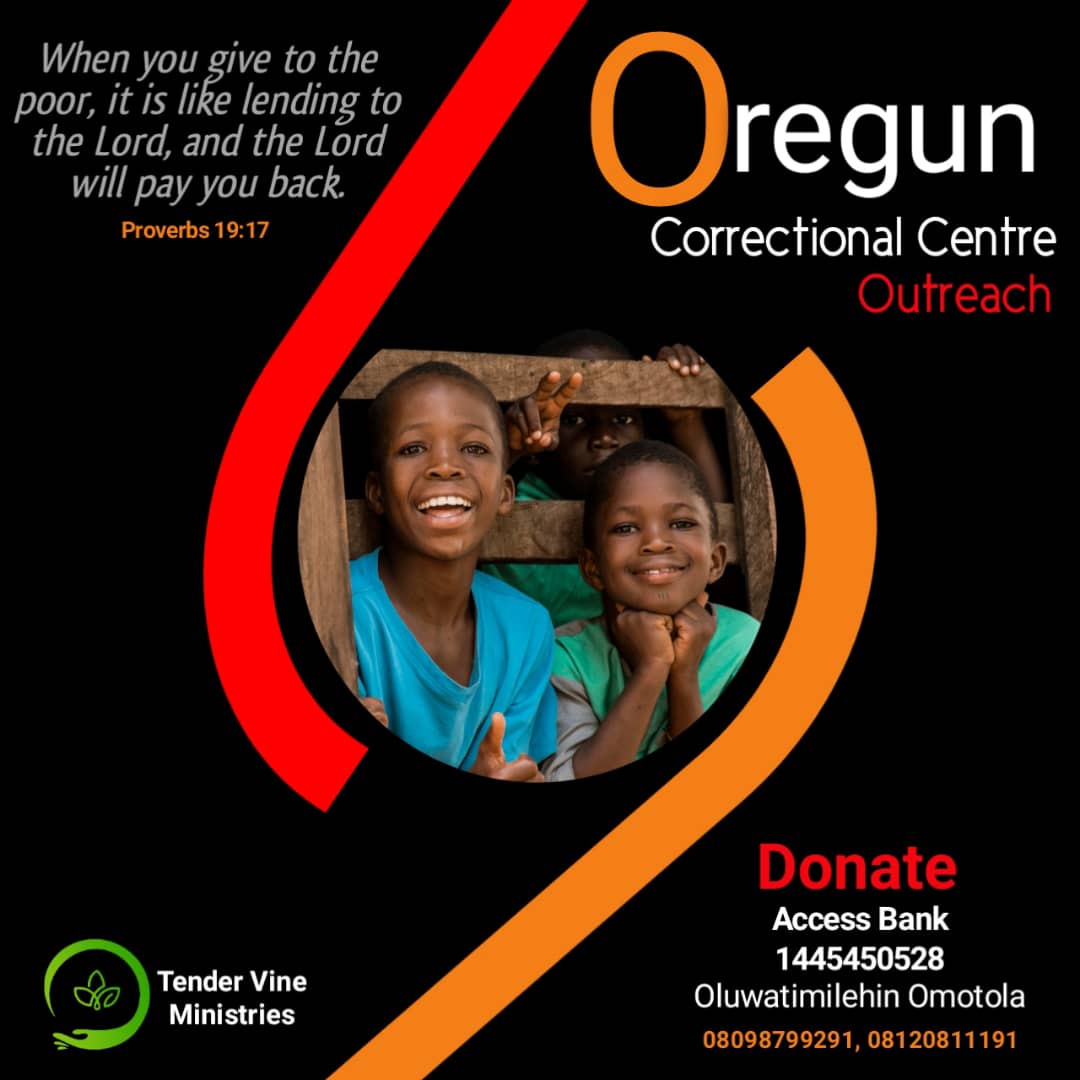 When you give to the
poor, it is like lending to
the Lord, and the Lord
will pay you back.
Proverbs 19:17
Oregun
Correctional Centre
Outreach
Donate
Access Bank
1445450528
Oluwatimilehin Omotola
08098799291, 08120811191
Tender Vine
Ministries